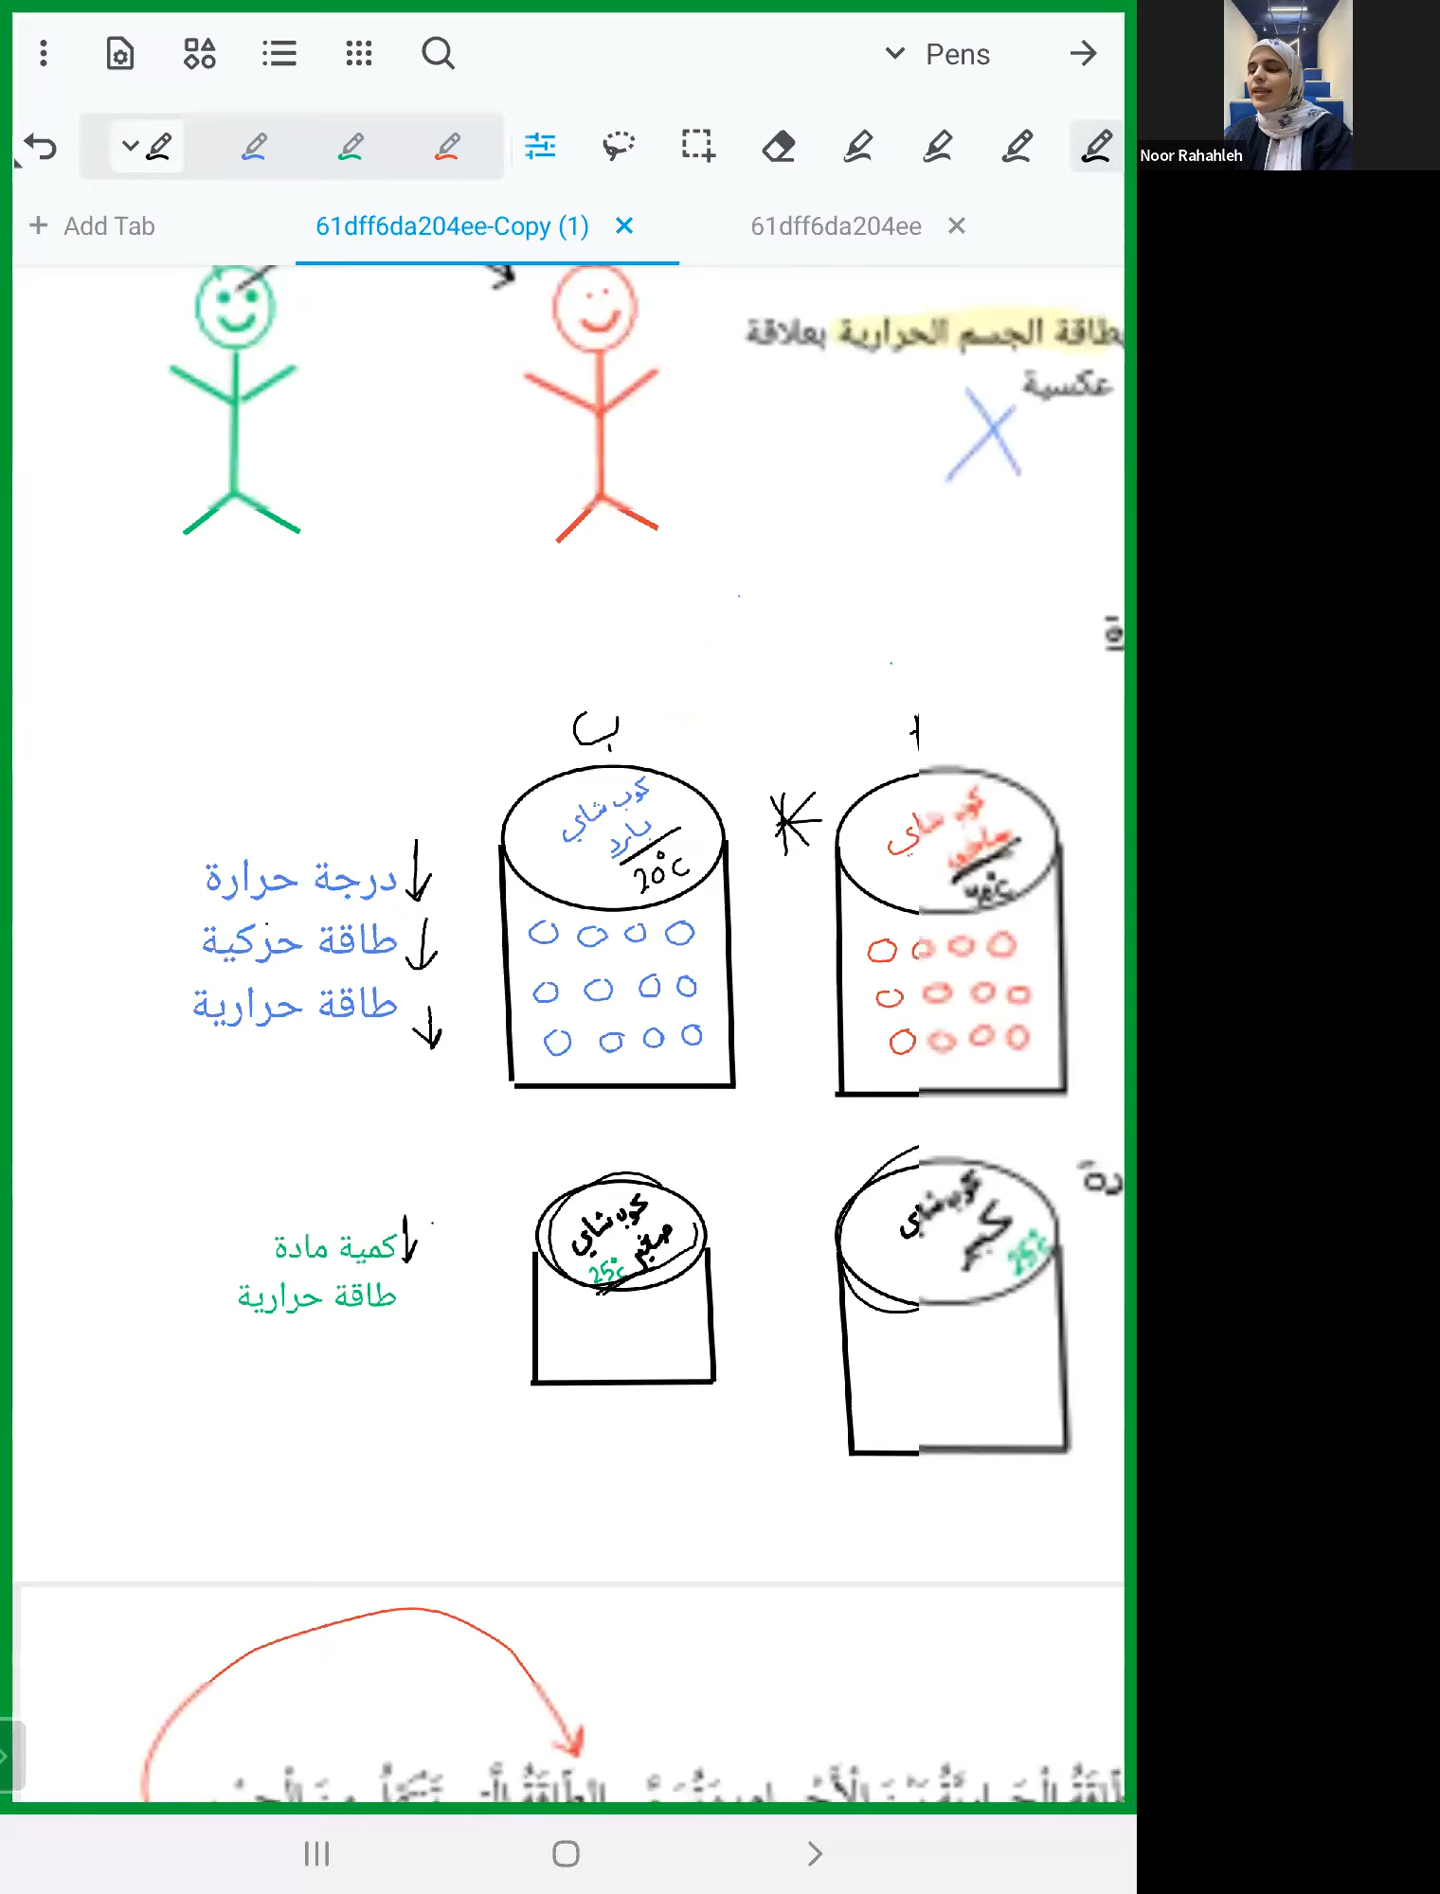 Pens
Noor Rahahleh
+ Add Tab
61dff6da204ee-Copy (1)
61dff6da204ee
طاقة الجسم الحرارية بعلاقة
عكسية
ب
كوب شاي
بارد
20°C
كوب شاي
ساخن
40°C
درجة حرارة
طاقة حركية
طاقة حرارية
كوب شاي
صغير
25°C
كوب شاي
25°C
كمية مادة
طاقة حرارية